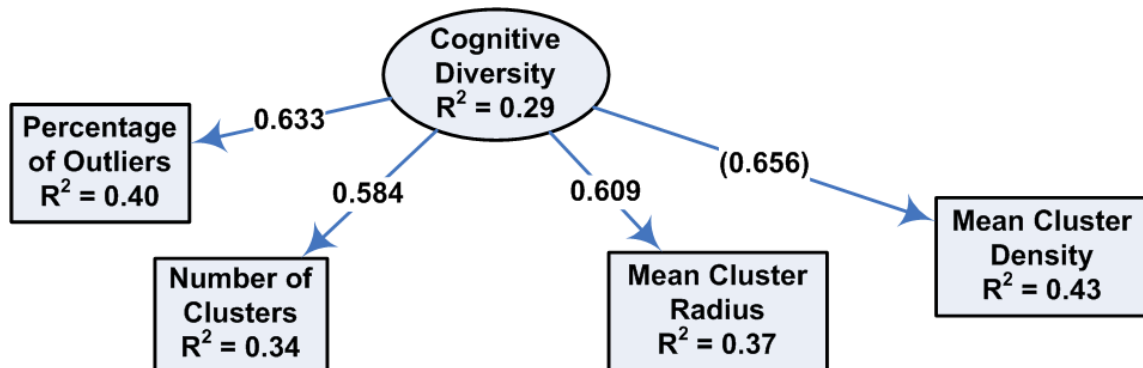 Cognitive
Diversity
R² = 0.29
0.633
(0.656)
0.584
0.609
Percentage
of Outliers
R² = 0.40
Number of
Clusters
R² = 0.34
Mean Cluster
Radius
R² = 0.37
Mean Cluster
Density
R² = 0.43